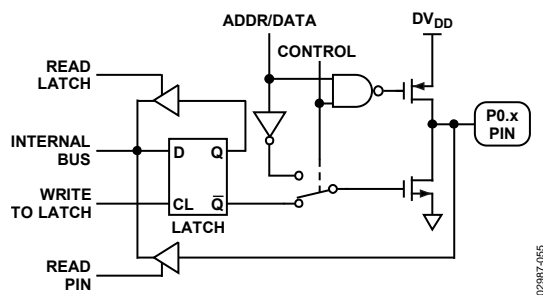 ADDR/DATA
DVDD
CONTROL
READ
LATCH
P0.x
PIN
INTERNAL
BUS
D Q
WRITE
TO LATCH
CL Q̅
LATCH
READ
PIN
02987-055